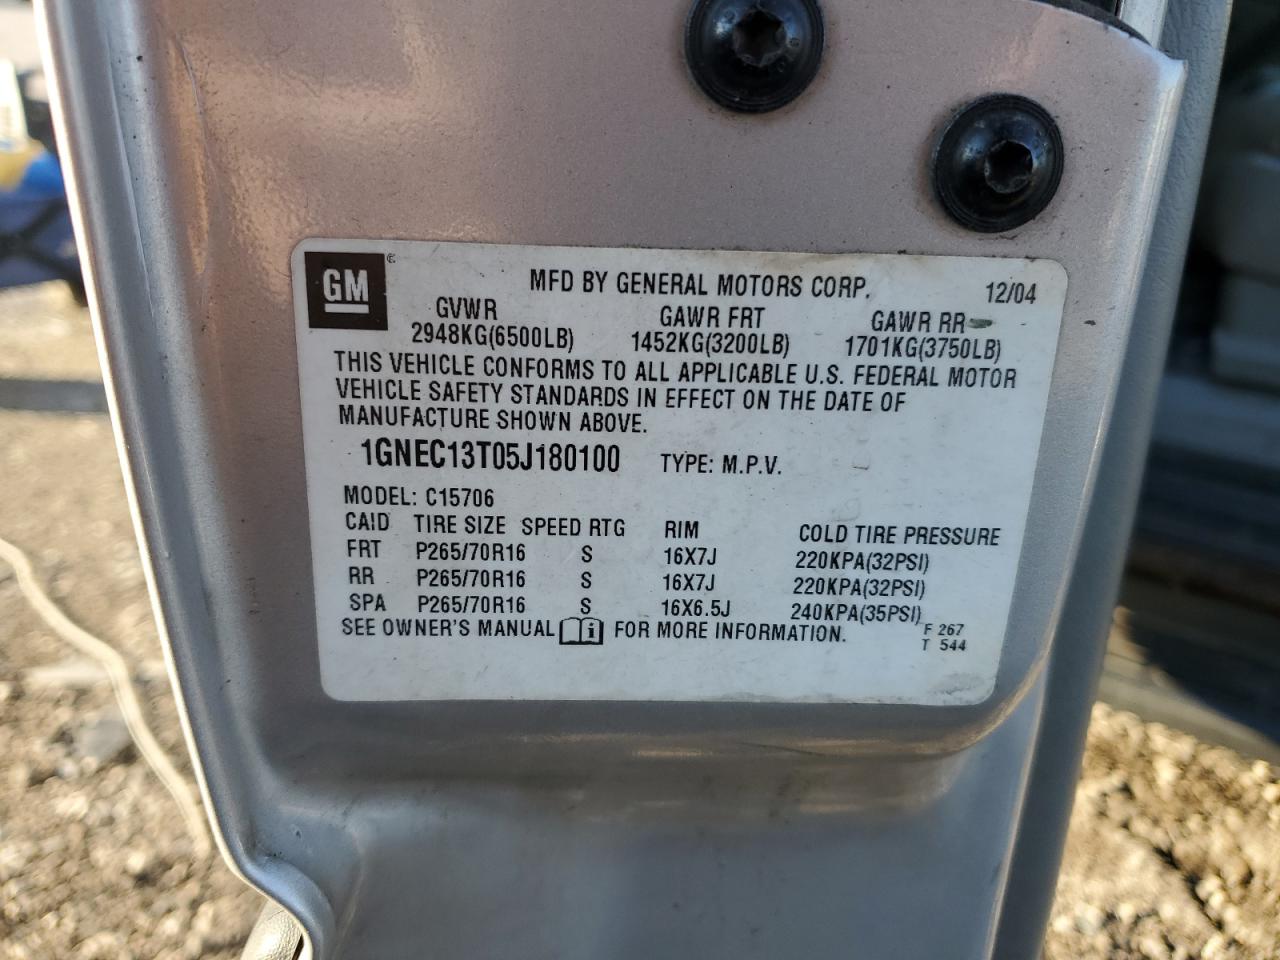 GM
MFD BY GENERAL MOTORS CORP. 12/04
GVWR GAWR FRT GAWR RR
2948KG(6500LB) 1452KG(3200LB) 1701KG(3750LB)
THIS VEHICLE CONFORMS TO ALL APPLICABLE U.S. FEDERAL MOTOR
VEHICLE SAFETY STANDARDS IN EFFECT ON THE DATE OF
MANUFACTURE SHOWN ABOVE.
1GNEC13T05J180100 TYPE: M.P.V.
MODEL: C15706
CAID TIRE SIZE SPEED RTG RIM COLD TIRE PRESSURE
FRT P265/70R16 S 16X7J 220KPA(32PSI)
RR P265/70R16 S 16X7J 220KPA(32PSI)
SPA P265/70R16 S 16X6.5J 240KPA(35PSI)
SEE OWNER'S MANUAL i FOR MORE INFORMATION. F 267
T 544